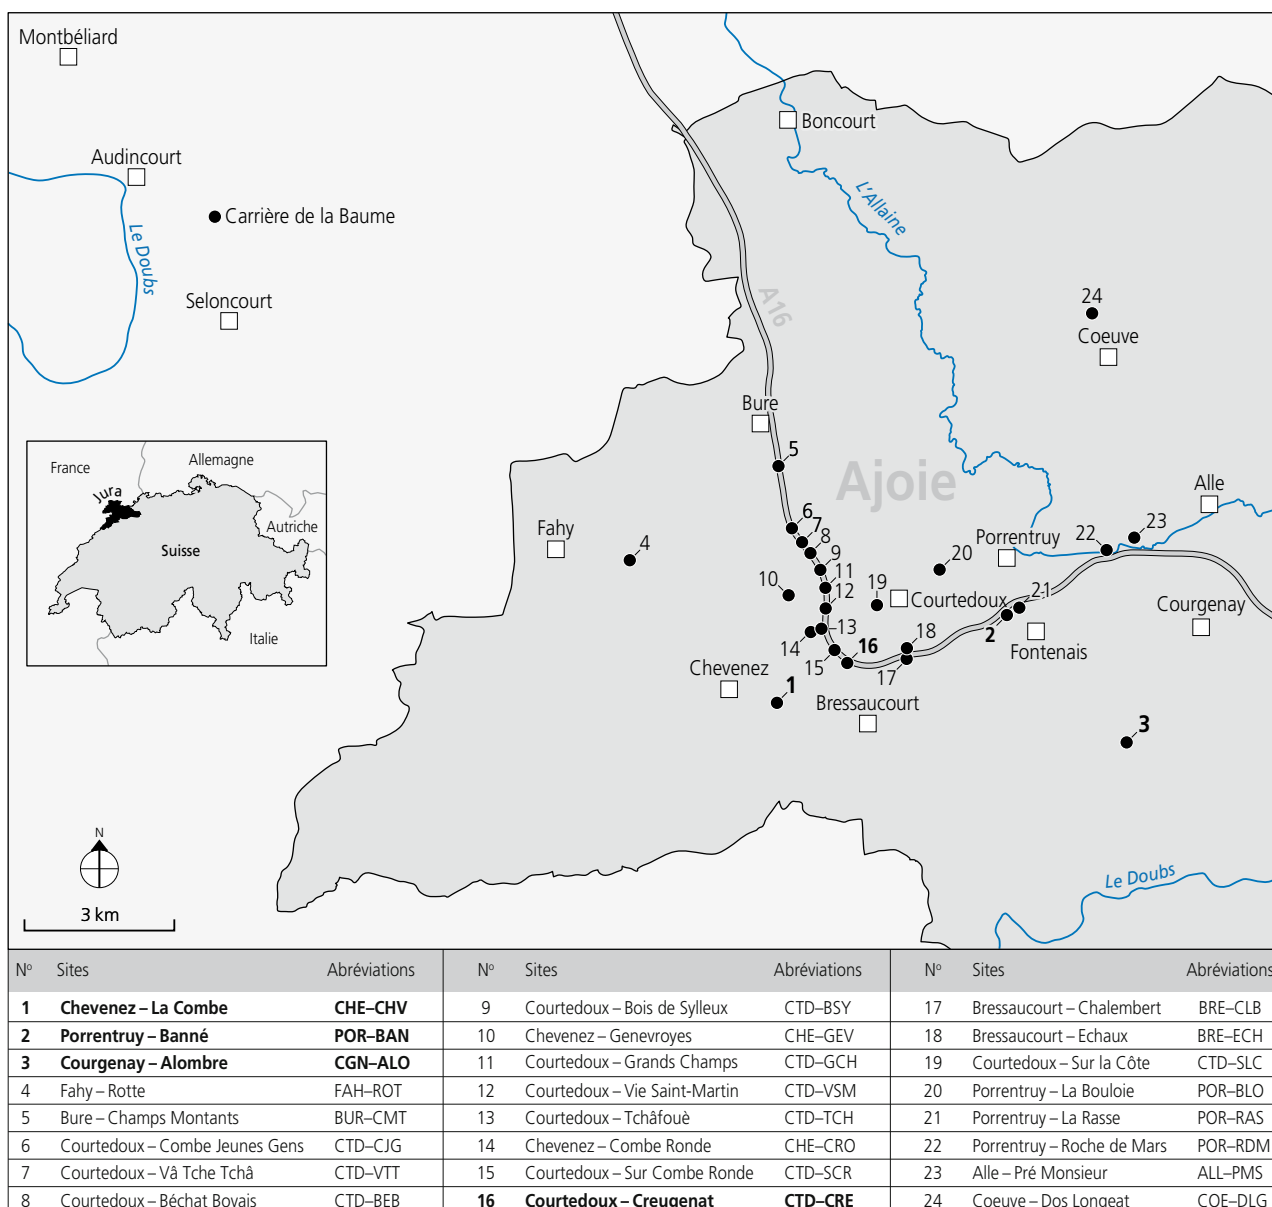 Montbéliard
Boncourt
Audincourt
L'Allaine
Carrière de la Baume
Le Doubs
A16
Seloncourt
24
Coeuve
Bure
5
Ajoie
France
Allemagne
Jura
Autriche
Suisse
Italie
Alle
6
7
Fahy
4
8
Porrentruy
22
23
9
20
10
11
19
Courtedoux
21
12
Courgenay
13
2
14
18
Fontenais
15
16
17
Chevenez
1
Bressaucourt
3
N
3 km
Le Doubs
Nº Sites Abréviations Nº Sites Abréviations Nº Sites Abréviations
1 Chevenez – La Combe CHE–CHV 9 Courtedoux – Bois de Sylleux CTD–BSY 17 Bressaucourt – Chalembert BRE–CLB
2 Porrentruy – Banné POR–BAN 10 Chevenez – Genevroyes CHE–GEV 18 Bressaucourt – Echaux BRE–ECH
3 Courgenay – Alombre CGN–ALO 11 Courtedoux – Grands Champs CTD–GCH 19 Courtedoux – Sur la Côte CTD–SLC
4 Fahy – Rotte FAH–ROT 12 Courtedoux – Vie Saint-Martin CTD–VSM 20 Porrentruy – La Bouloie POR–BLO
5 Bure – Champs Montants BUR–CMT 13 Courtedoux – Tchâfouè CTD–TCH 21 Porrentruy – La Rasse POR–RAS
6 Courtedoux – Combe Jeunes Gens CTD–CJG 14 Chevenez – Combe Ronde CHE–CRO 22 Porrentruy – Roche de Mars POR–RDM
7 Courtedoux – Vâ Tche Tchâ CTD–VTT 15 Courtedoux – Sur Combe Ronde CTD–SCR 23 Alle – Pré Monsieur ALL–PMS
8 Courtedoux – Béchat Bovais CTD–BEB 16 Courtedoux – Creugenat CTD–CRE 24 Coeuve – Dos Longeat COE–DLG